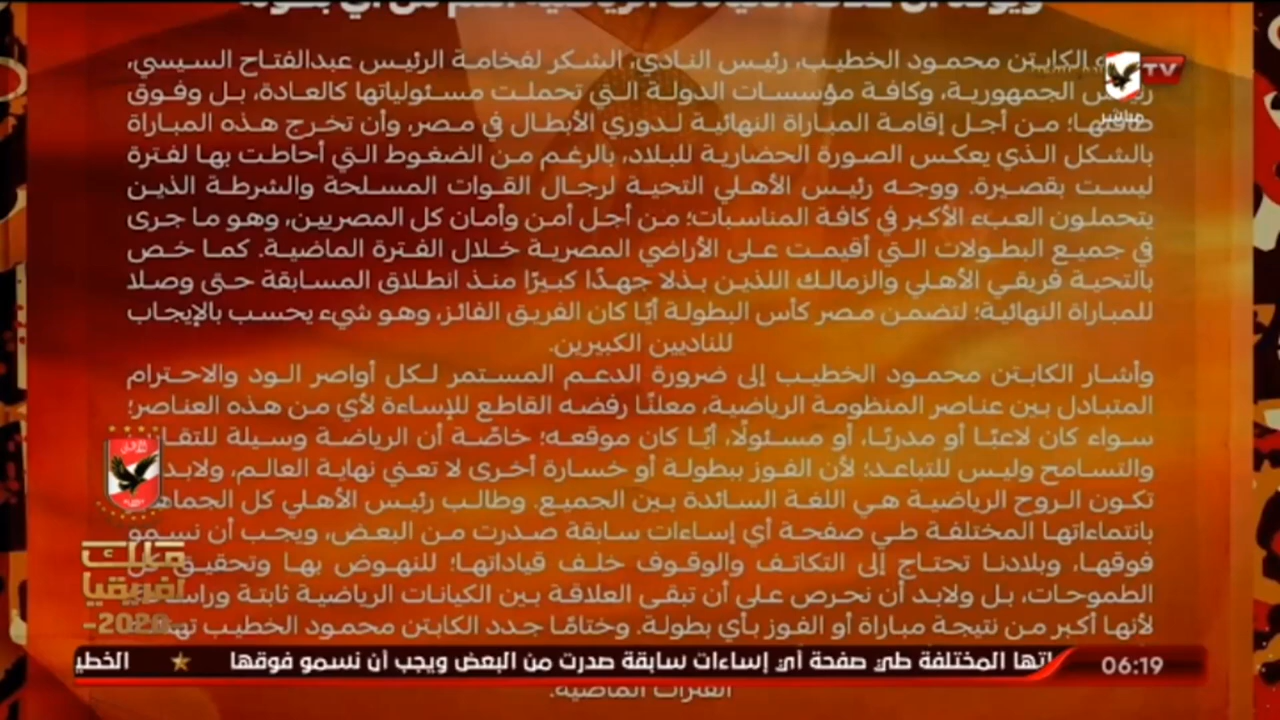 الكابتن محمود الخطيب، رئيس النادي، الشكر لفخامة الرئيس عبدالفتاح السيسي،
TV
رئيس الجمهورية، وكافة مؤسسات الدولة التي تحملت مسئولياتها كالعادة، بل وفوق
مباشر
طاقتها؛ من أجل إقامة المباراة النهائية لدوري الأبطال في مصر، وأن تخرج هذه المباراة
بالشكل الذي يعكس الصورة الحضارية للبلاد، بالرغم من الضغوط التي أحاطت بها لفترة
ليست بقصيرة. ووجه رئيس الأهلي التحية لرجال القوات المسلحة والشرطة الذين
يتحملون العبء الأكبر في كافة المناسبات؛ من أجل أمن وأمان كل المصريين، وهو ما جرى
في جميع البطولات التي أقيمت على الأراضي المصرية خلال الفترة الماضية. كما خص
بالتحية فريقي الأهلي والزمالك اللذين بذلا جهدًا كبيرًا منذ انطلاق المسابقة حتى وصلا
للمباراة النهائية؛ لتضمن مصر كأس البطولة أيًا كان الفريق الفائز، وهو شيء يحسب بالإيجاب
للناديين الكبيرين.
وأشار الكابتن محمود الخطيب إلى ضرورة الدعم المستمر لكل أواصر الود والاحترام
المتبادل بين عناصر المنظومة الرياضية، معلنًا رفضه القاطع للإساءة لأي من هذه العناصر؛
سواء كان لاعبًا أو مدربًا، أو مسئولًا، أيًا كان موقعه؛ خاصًة أن الرياضة وسيلة
والتسامح وليس للتباعد؛ لأن الفوز ببطولة أو خسارة أخرى لا تعني نهاية العالم، ولابد
تكون الروح الرياضية هي اللغة السائدة بين الجميع. وطالب رئيس الأهلي كل
بانتماءاتها المختلفة طي صفحة أي إساءات سابقة صدرت من البعض، ويجب أن نسمو
فوقها، وبلادنا تحتاج إلى التكاتف والوقوف خلف قياداتها؛ للنهوض بها وتحقيق
الطموحات، بل ولابد أن نحرص على أن تبقى العلاقة بين الكيانات الرياضية ثابتة
لأنها أكبر من نتيجة مباراة أو الفوز بأي بطولة. وختامًا جدد الكابتن محمود الخطيب
ملك
افريقيا
-2020
المختلفة طي صفحة أي إساءات سابقة صدرت من البعض ويجب أن نسمو فوقها
06:19
الفترات الماضية.